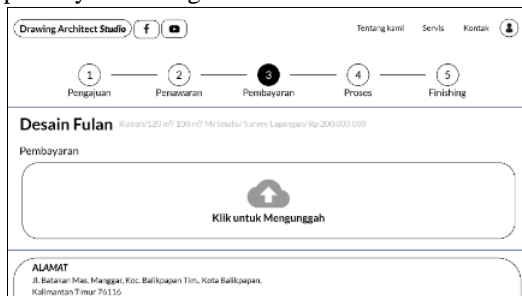 Drawing Architect Studio
Tentang kami Servis Kontak
1 2 3 4 5
Pengajuan Penawaran Pembayaran Proses Finishing
Desain Fulan Rumah/120 m²/ 100 m²/ Minimalis/ Survey Lapangan/ Rp 200.000.000
Pembayaran
Klik untuk Mengunggah
ALAMAT
Jl. Batakan Mas, Manggar, Kec. Balikpapan Tim., Kota Balikpapan,
Kalimantan Timur 76116